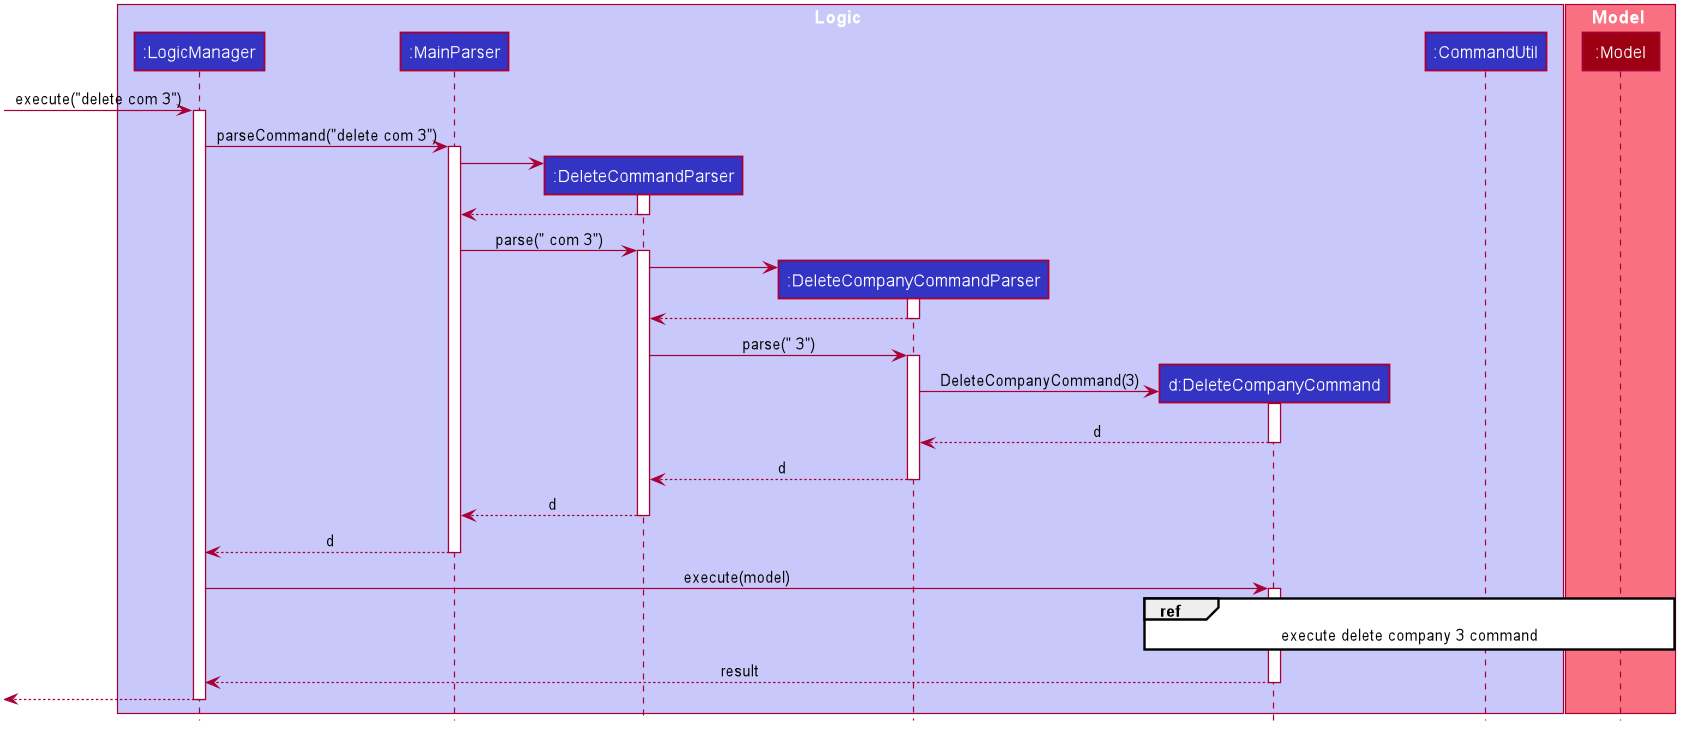 Logic
Model
:LogicManager
:MainParser
:CommandUtil
:Model
execute("delete com 3")
parseCommand("delete com 3")
:DeleteCommandParser
parse(" com 3")
:DeleteCompanyCommandParser
parse(" 3")
DeleteCompanyCommand(3)
d:DeleteCompanyCommand
d
d
d
d
execute(model)
ref
execute delete company 3 command
result